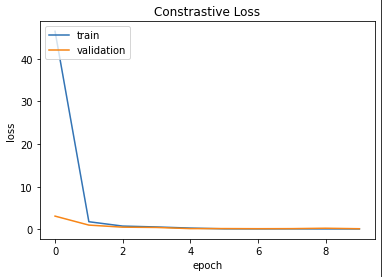 Constrastive Loss
train
validation
40
30
20
10
0
loss
0 2 4 6 8
epoch